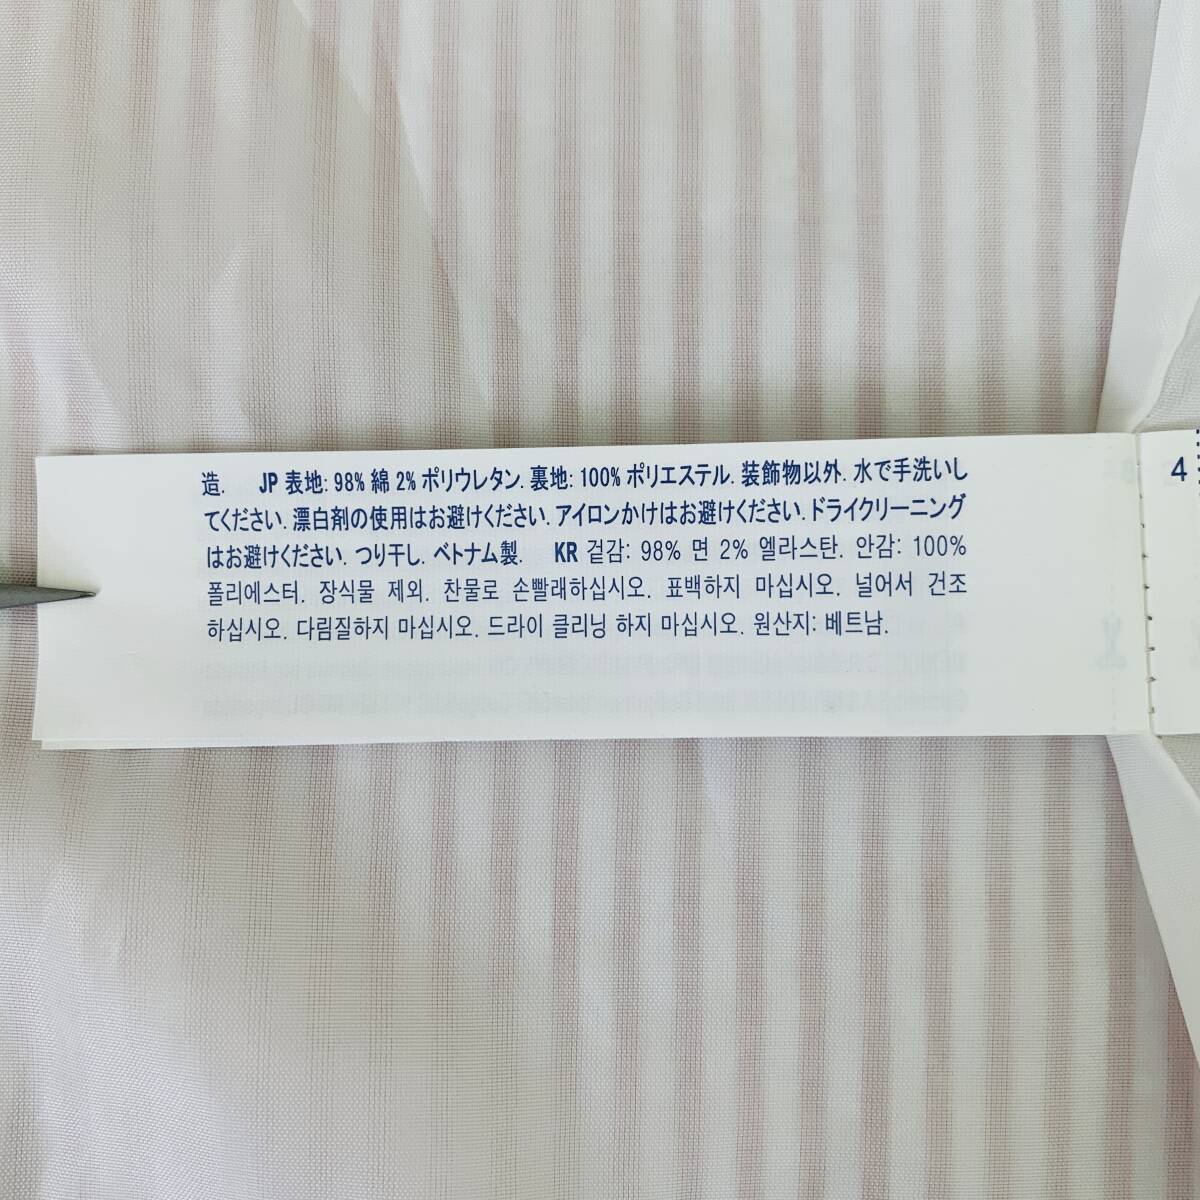 造. JP 表地: 98% 綿 2% ポリウレタン. 裏地: 100% ポリエステル. 装飾物以外. 水で手洗いし
てください. 漂白剤の使用はお避けください. アイロンかけはお避けください. ドライクリーニング
はお避けください. つり干し. ベトナム製. KR 겉감: 98% 면 2% 엘라스탄. 안감: 100%
폴리에스터. 장식물 제외. 찬물로 손빨래하십시오. 표백하지 마십시오. 널어서 건조
하십시오. 다림질하지 마십시오. 드라이 클리닝 하지 마십시오. 원산지: 베트남.
4